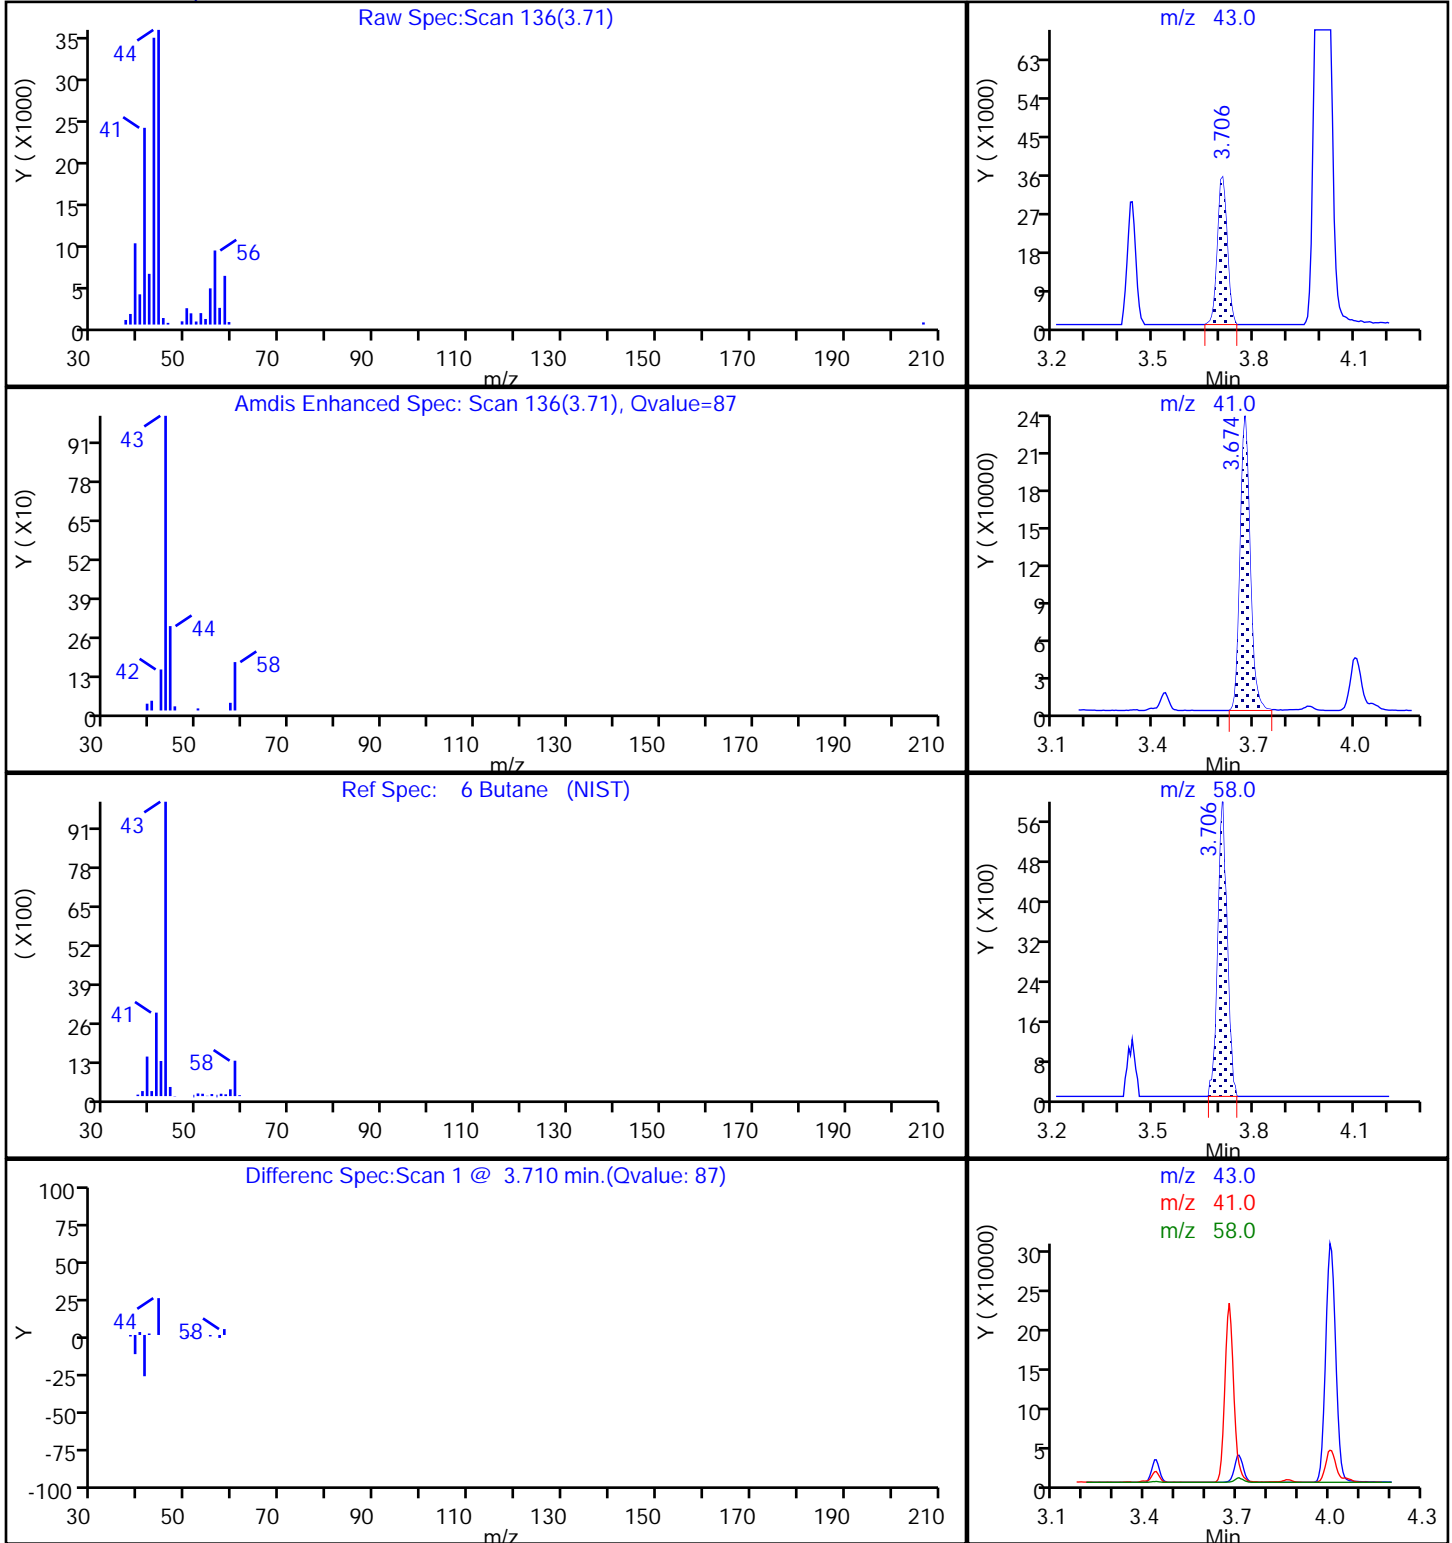 Raw Spec:Scan 136(3.71)
Y ( X1000)
35
30
25
20
15
10
5
0
44
41
56
30 50 70 90 110 130 150 170 190 210
m/z
m/z 43.0
Y ( X1000)
63
54
45
36
27
18
9
0
3.706
3.2 3.5 3.8 4.1
Min
Amdis Enhanced Spec: Scan 136(3.71), Qvalue=87
Y ( X10)
91
78
65
52
39
26
13
0
43
44
42
58
30 50 70 90 110 130 150 170 190 210
m/z
m/z 41.0
Y ( X10000)
24
21
18
15
12
9
6
3
0
3.674
3.1 3.4 3.7 4.0
Min
Ref Spec: 6 Butane (NIST)
( X100)
91
78
65
52
39
26
13
0
43
41
58
30 50 70 90 110 130 150 170 190 210
m/z
m/z 58.0
Y ( X100)
56
48
40
32
24
16
8
0
3.706
3.2 3.5 3.8 4.1
Min
Differenc Spec:Scan 1 @ 3.710 min.(Qvalue: 87)
Y
100
75
50
25
0
-25
-50
-75
-100
44
58
30 50 70 90 110 130 150 170 190 210
m/z
m/z 43.0
m/z 41.0
m/z 58.0
Y ( X10000)
30
25
20
15
10
5
0
3.1 3.4 3.7 4.0 4.3
Min